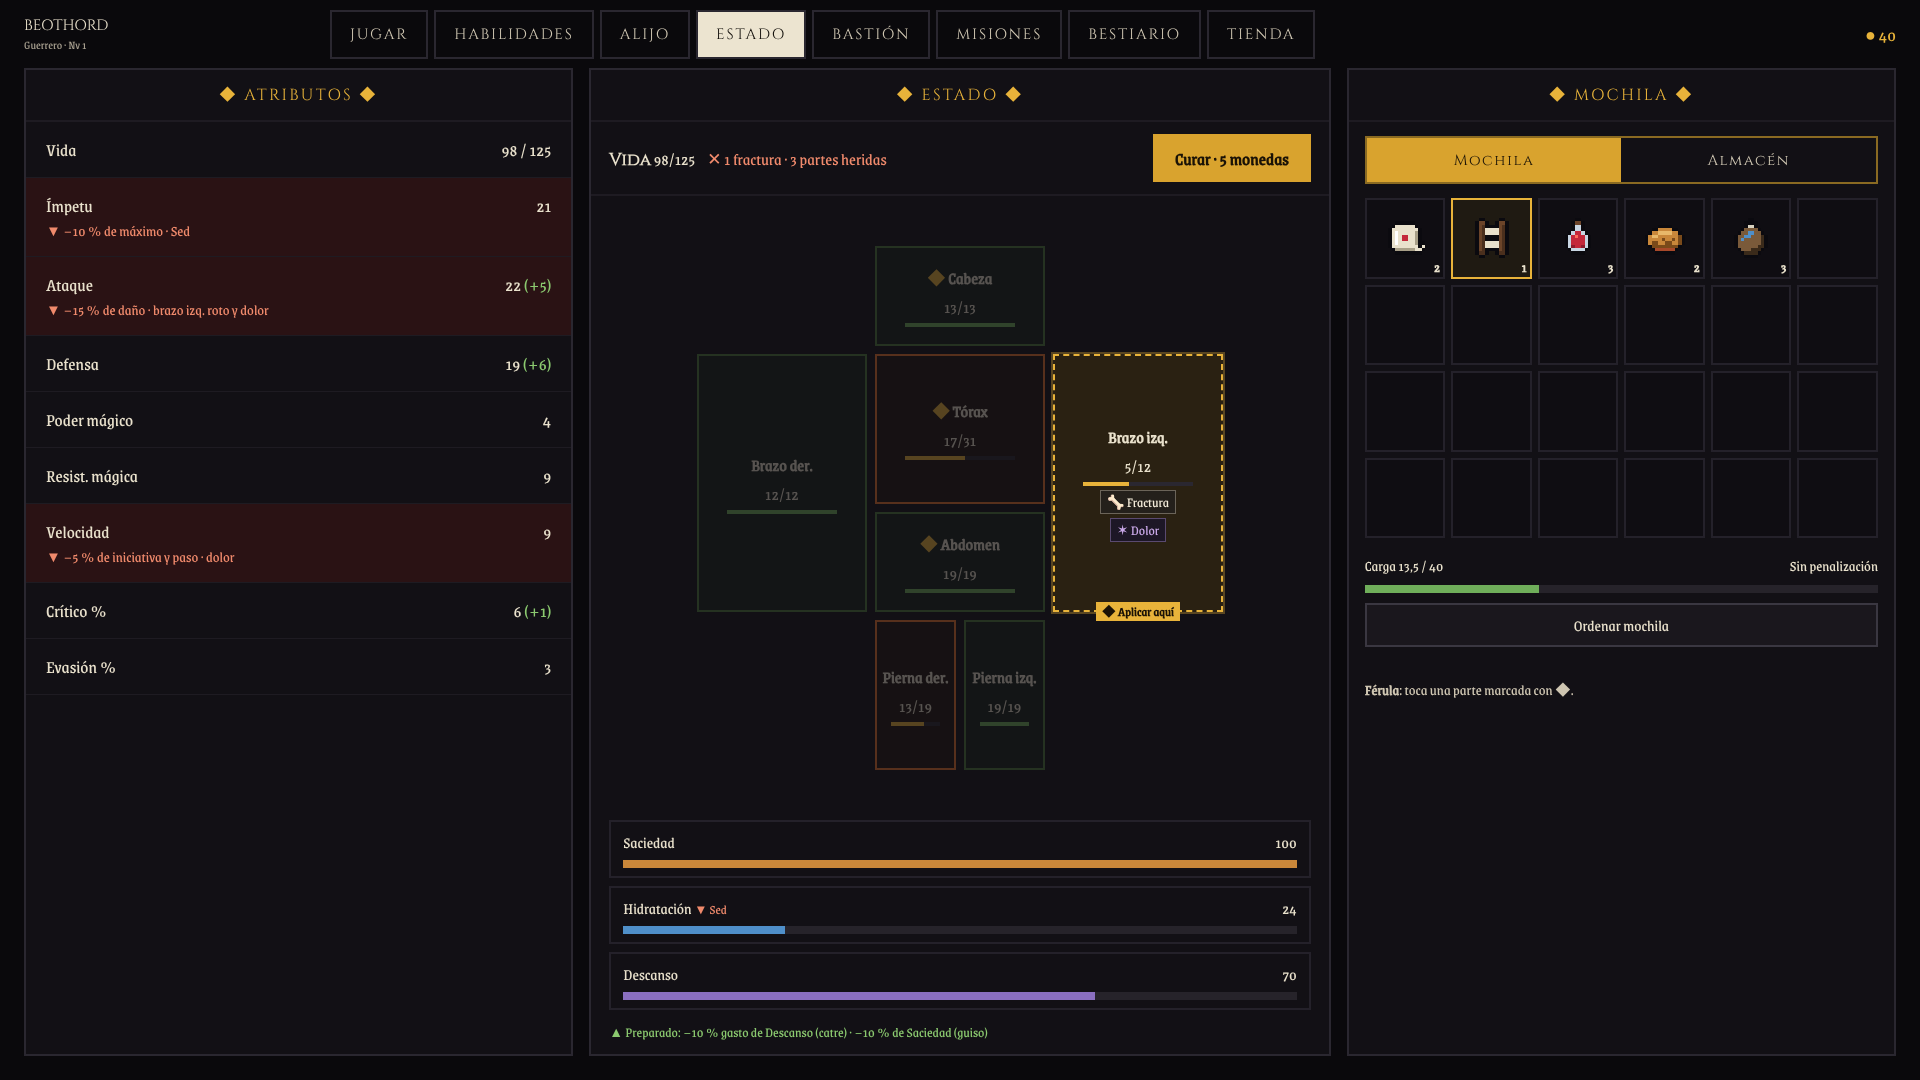 BEOTHORD
Guerrero · Nv 1
JUGAR
HABILIDADES
ALIJO
ESTADO
BASTIÓN
MISIONES
BESTIARIO
TIENDA
40
ATRIBUTOS
Vida 98 / 125
Ímpetu 21
▼ −10 % de máximo · Sed
Ataque 22 (+5)
▼ −15 % de daño · brazo izq. roto y dolor
Defensa 19 (+6)
Poder mágico 4
Resist. mágica 9
Velocidad 9
▼ −5 % de iniciativa y paso · dolor
Crítico % 6 (+1)
Evasión % 3
ESTADO
VIDA 98/125 ✕ 1 fractura · 3 partes heridas
Curar · 5 monedas
◆ Cabeza
13/13
Brazo der.
12/12
◆ Tórax
17/31
Brazo izq.
5/12
Fractura
✶ Dolor
◆ Aplicar aquí
◆ Abdomen
19/19
Pierna der.
13/19
Pierna izq.
19/19
Saciedad 100
Hidratación ▼ Sed 24
Descanso 70
▲ Preparado: −10 % gasto de Descanso (catre) · −10 % de Saciedad (guiso)
MOCHILA
MOCHILA
ALMACÉN
2
1
3
2
3
Carga 13,5 / 40 Sin penalización
Ordenar mochila
Férula: toca una parte marcada con ◆.